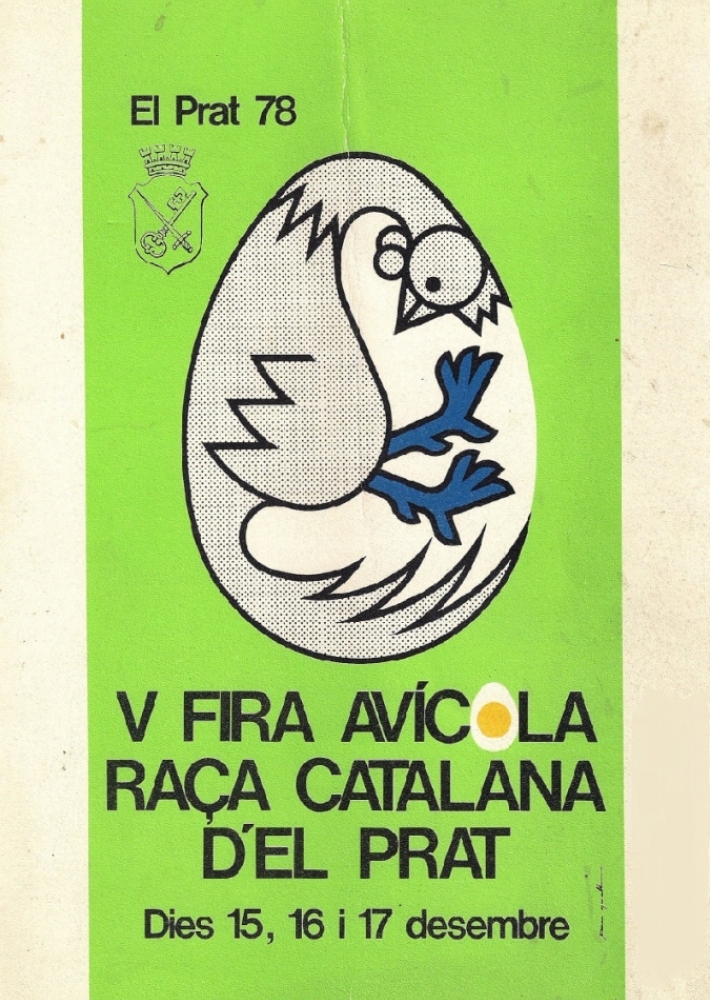 El Prat 78
V FIRA AVÍCOLA
RAÇA CATALANA
D'EL PRAT
Dies 15, 16 i 17 desembre